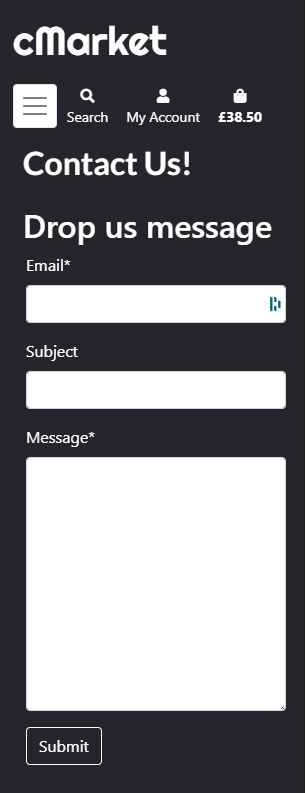 cMarket
Search My Account £38.50
Contact Us!
Drop us message
Email*
Subject
Message*
Submit